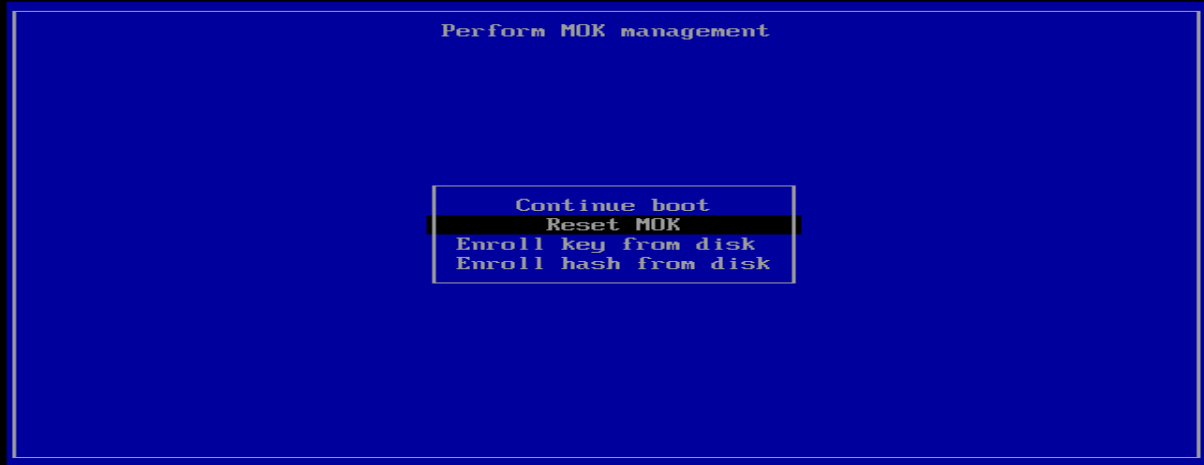 Perform MOK management
Continue boot
Reset MOK
Enroll key from disk
Enroll hash from disk